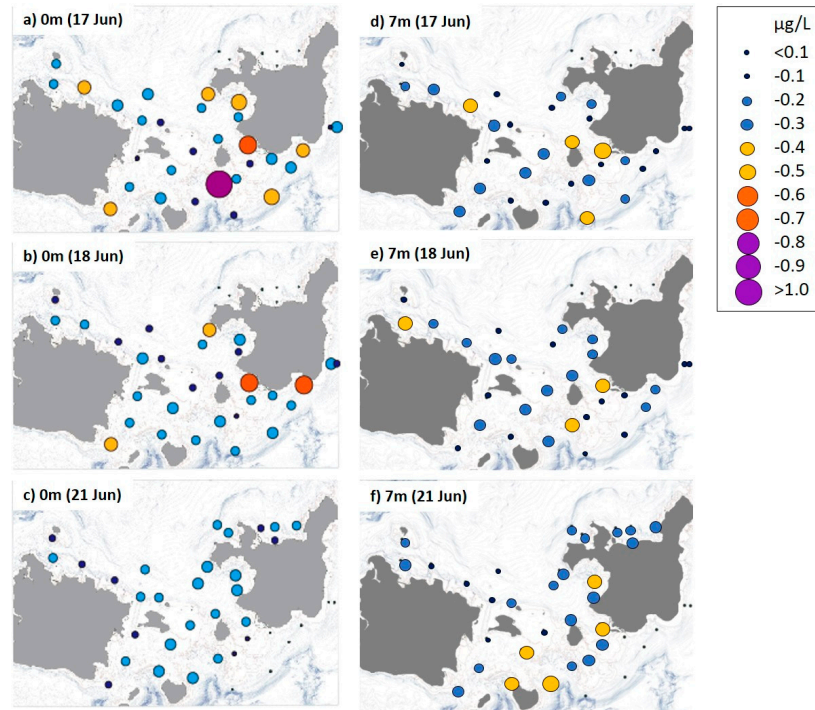 a) 0m (17 Jun)
d) 7m (17 Jun)
b) 0m (18 Jun)
e) 7m (18 Jun)
c) 0m (21 Jun)
f) 7m (21 Jun)
µg/L
<0.1
-0.1
-0.2
-0.3
-0.4
-0.5
-0.6
-0.7
-0.8
-0.9
>1.0